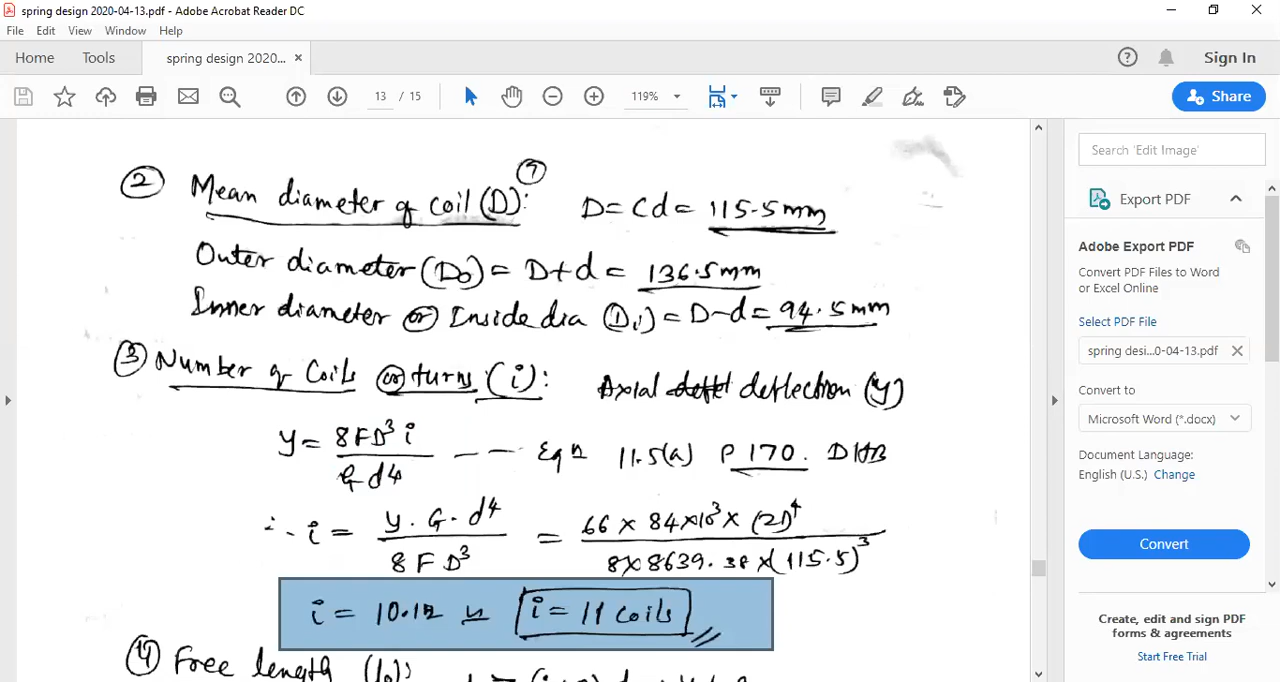 spring design 2020-04-13.pdf - Adobe Acrobat Reader DC
File Edit View Window Help
Home Tools spring design 2020... ×
Sign In
13 / 15 119%
Share
② Mean diameter of coil (D): ⑦ D = Cd = 115.5mm
Outer diameter (Do) = D+d = 136.5mm
Inner diameter or Inside dia (Di) = D-d = 94.5mm
③ Number of Coils or turns (i): Axial deflection (y)
y = 8FD³i / Gd4 --- Eqn 11.5(a) P 170. DHB
∴ i = y.G.d4 / 8FD³ = 66 × 84×10³ × (21)⁴ / 8×8639.38×(115.5)³
i = 10.12 i = 11 Coils
④ Free length (lo):
Search 'Edit Image'
Export PDF
Adobe Export PDF
Convert PDF Files to Word
or Excel Online
Select PDF File
spring desi...0-04-13.pdf ×
Convert to
Microsoft Word (*.docx)
Document Language:
English (U.S.) Change
Convert
Create, edit and sign PDF
forms & agreements
Start Free Trial